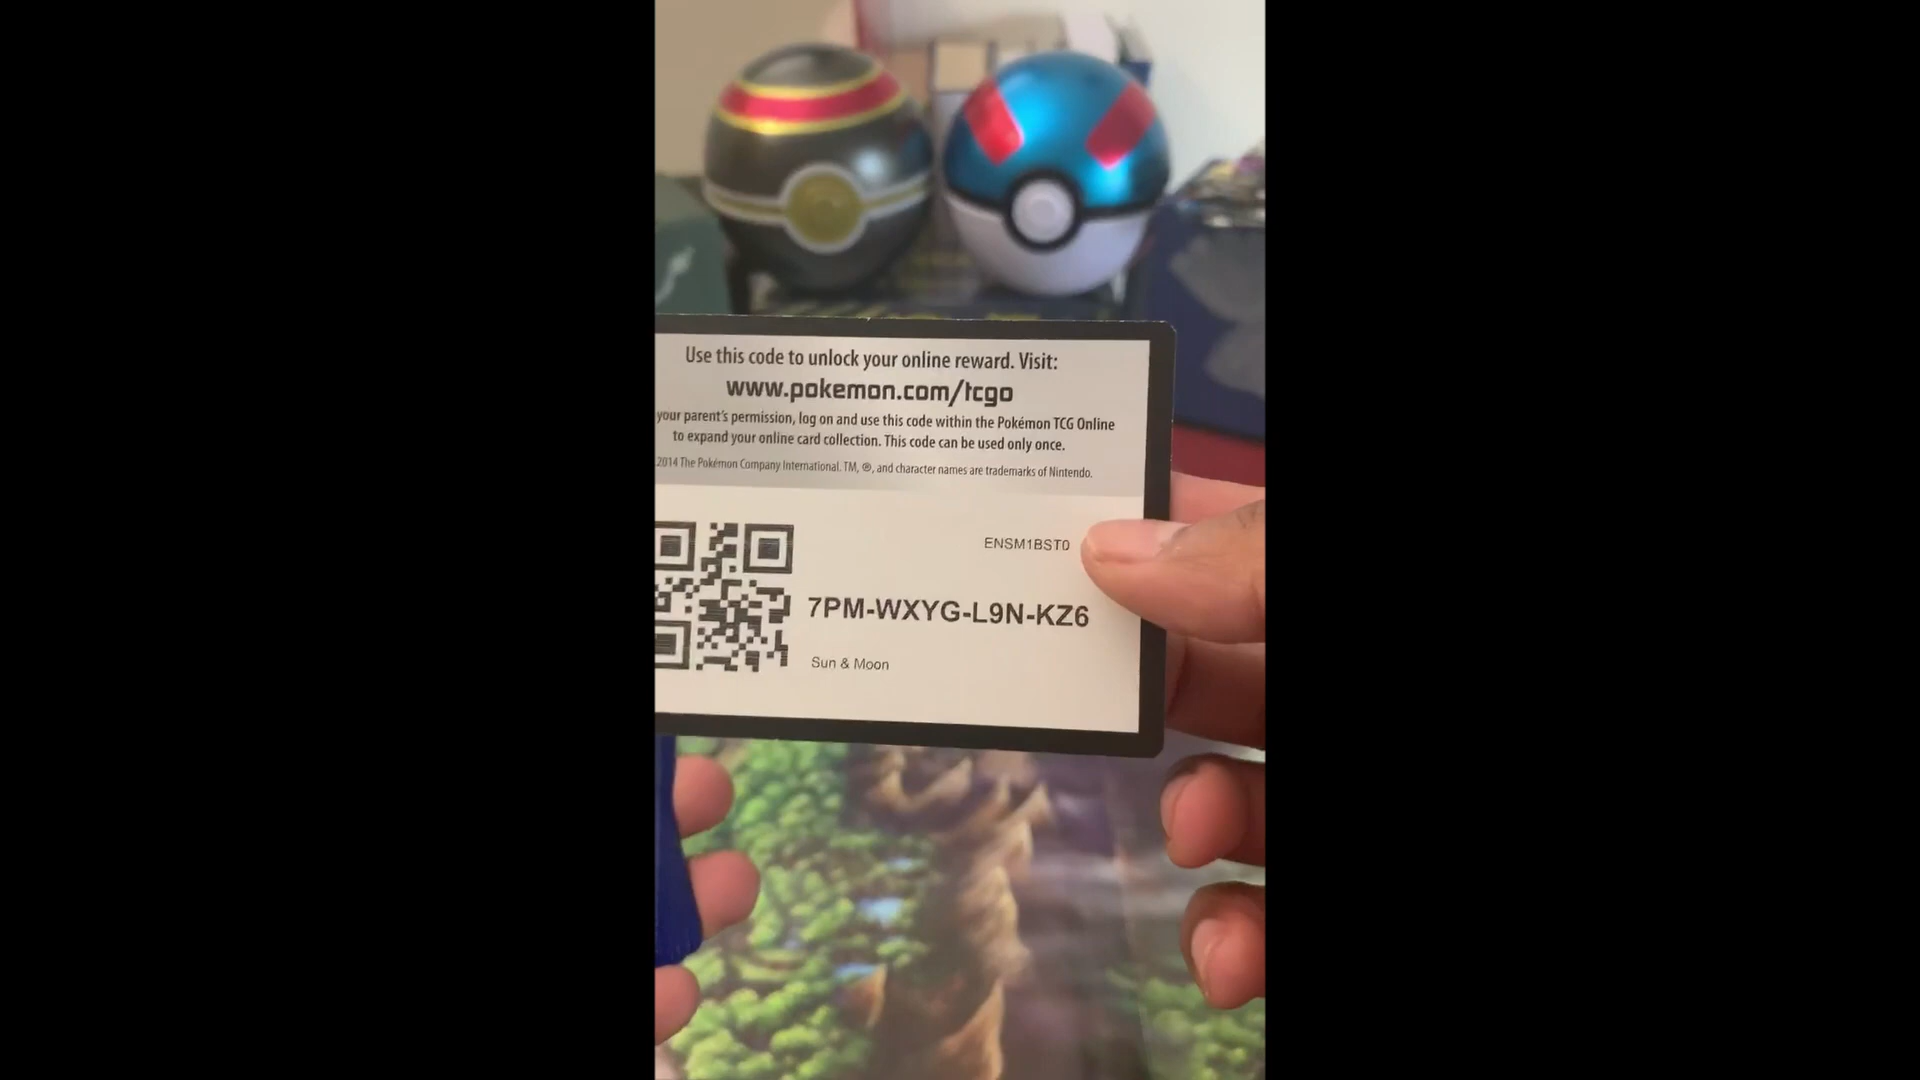 Use this code to unlock your online reward. Visit:
www.pokemon.com/tcgo
your parent's permission, log on and use this code within the Pokémon TCG Online
to expand your online card collection. This code can be used only once.
2014 The Pokémon Company International. TM, ®, and character names are trademarks of Nintendo.
ENSM1BST0
7PM-WXYG-L9N-KZ6
Sun & Moon